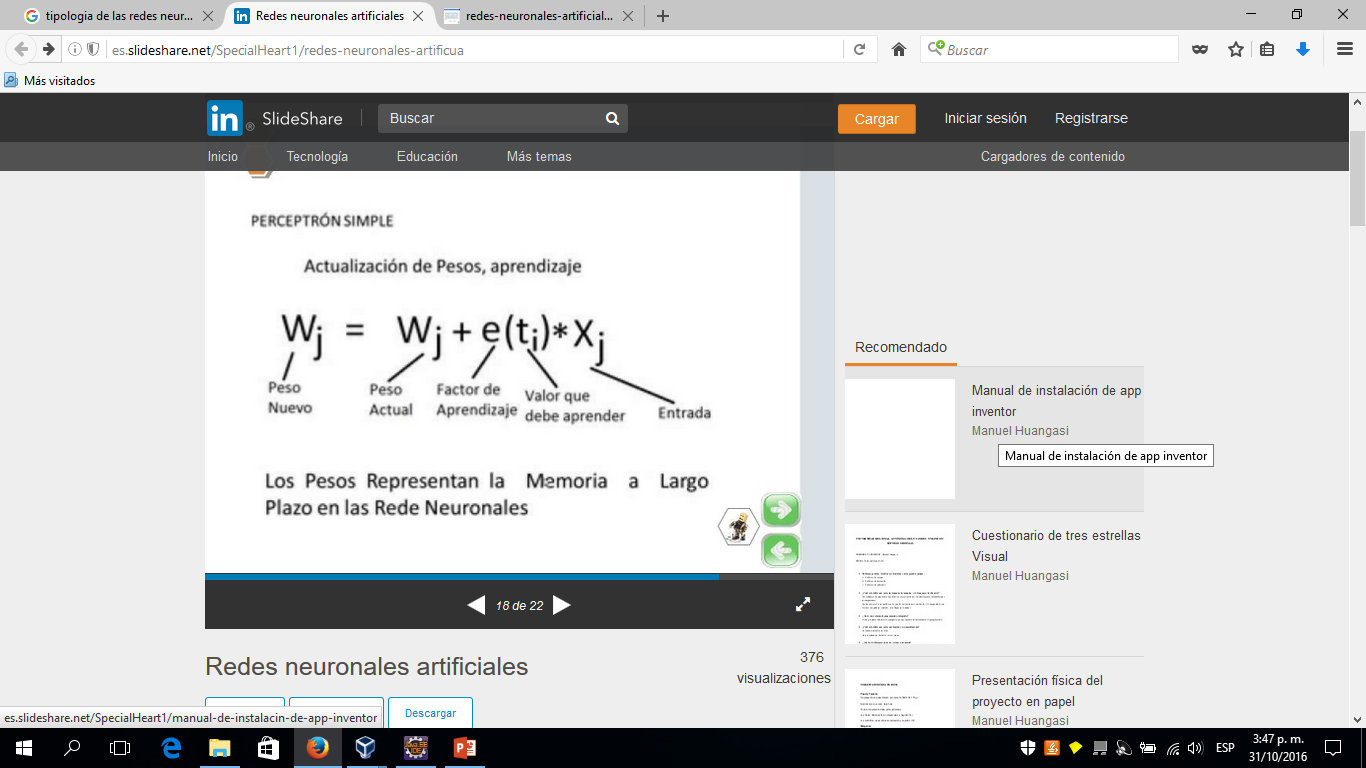 tipologia de las redes neur...
Redes neuronales artificiales
redes-neuronales-artificial...
es.slideshare.net/SpecialHeart1/redes-neuronales-artificua
Buscar
Más visitados
in ® SlideShare
Buscar
Cargar
Iniciar sesión
Registrarse
Inicio
Tecnología
Educación
Más temas
Cargadores de contenido
PERCEPTRÓN SIMPLE
Actualización de Pesos, aprendizaje
Wj = Wj + e(ti)*Xj
Peso
Nuevo
Peso
Actual
Factor de
Aprendizaje
Valor que
debe aprender
Entrada
Los Pesos Representan la Memoria a Largo
Plazo en las Rede Neuronales
18 de 22
Redes neuronales artificiales
376
visualizaciones
Descargar
Recomendado
Manual de instalación de app
inventor
Manuel Huangasi
Manual de instalación de app inventor
Cuestionario de tres estrellas
Visual
Manuel Huangasi
Presentación física del
proyecto en papel
Manuel Huangasi
es.slideshare.net/SpecialHeart1/manual-de-instalacin-de-app-inventor
Java EE
IDE
ESP
3:47 p. m.
31/10/2016